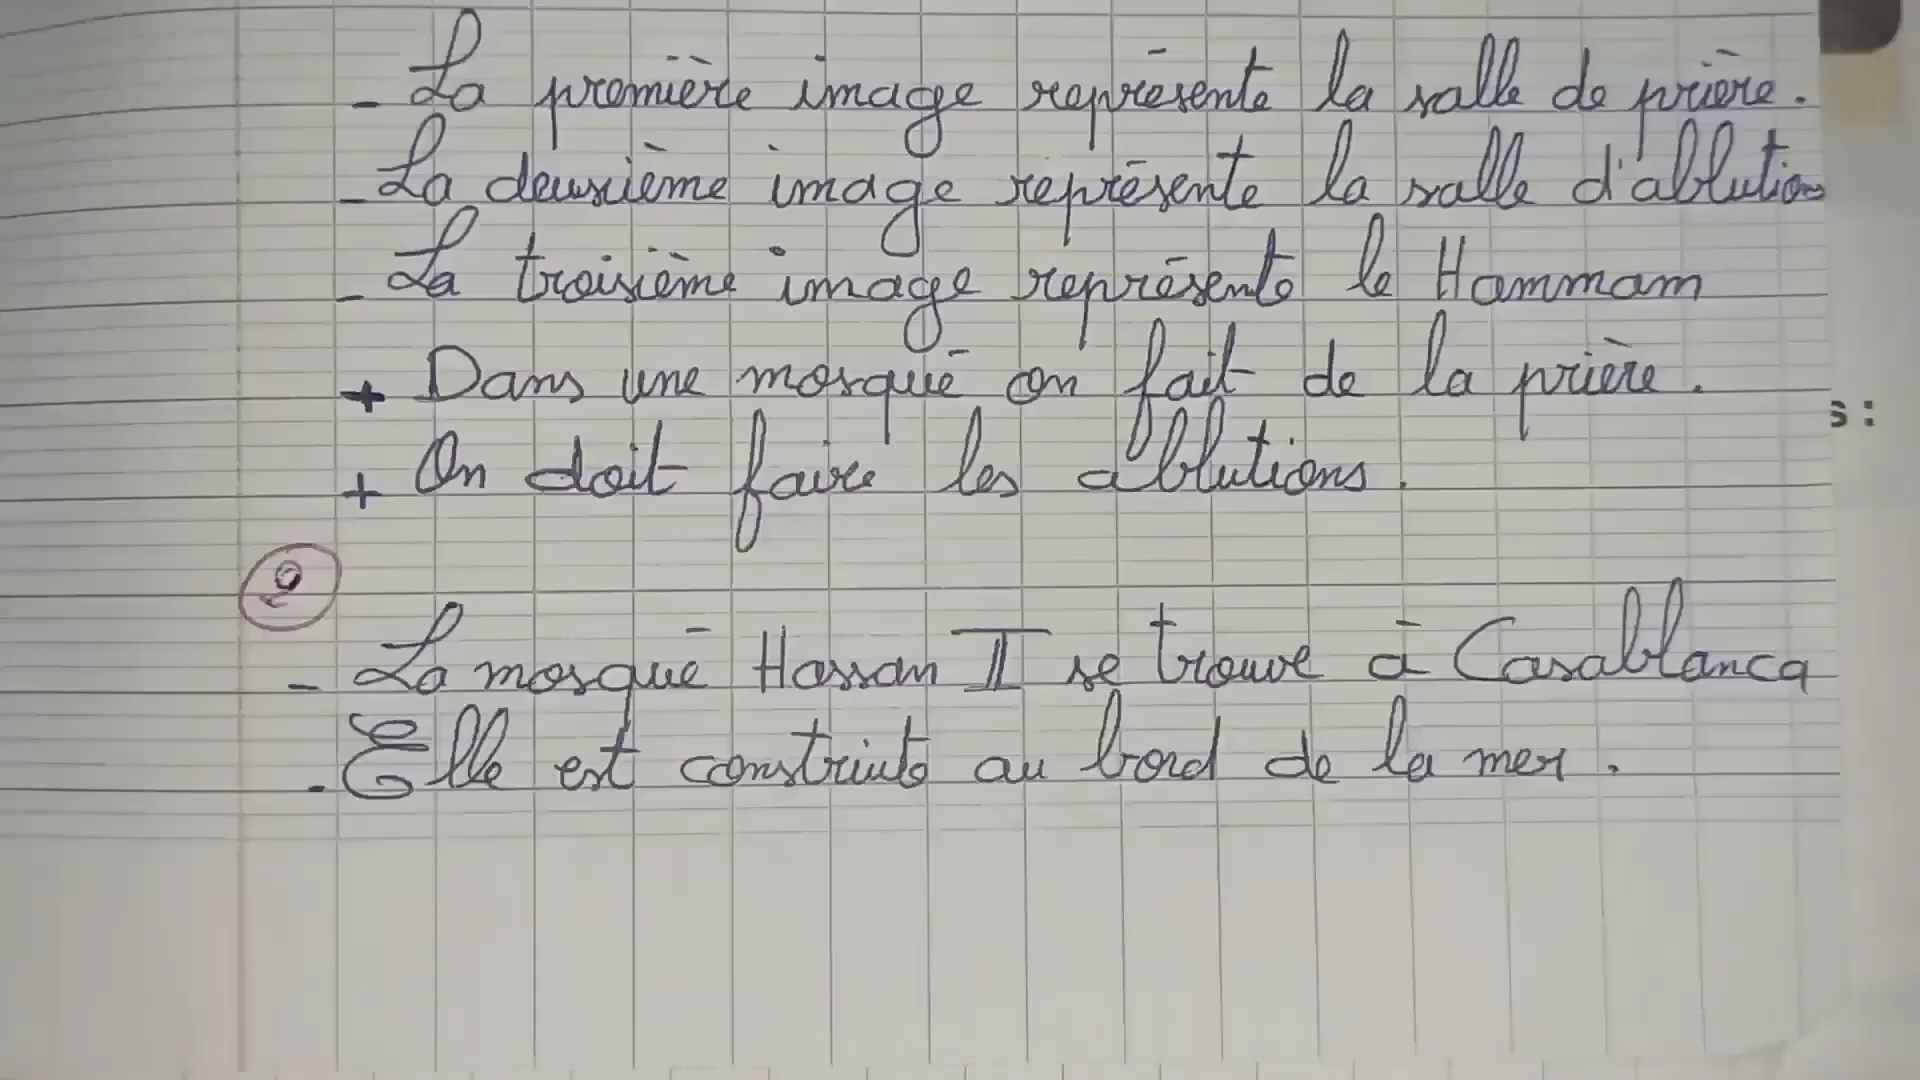 - La première image représente la salle de prière.
- La deuxième image représente la salle d'ablutions
- La troisième image représente le Hammam
+ Dans une mosqué on fait de la prière.
+ On doit faire les ablutions.
2
- La mosqué Hassan II se trouve à Casablanca
. Elle est construite au bord de la mer.
s: